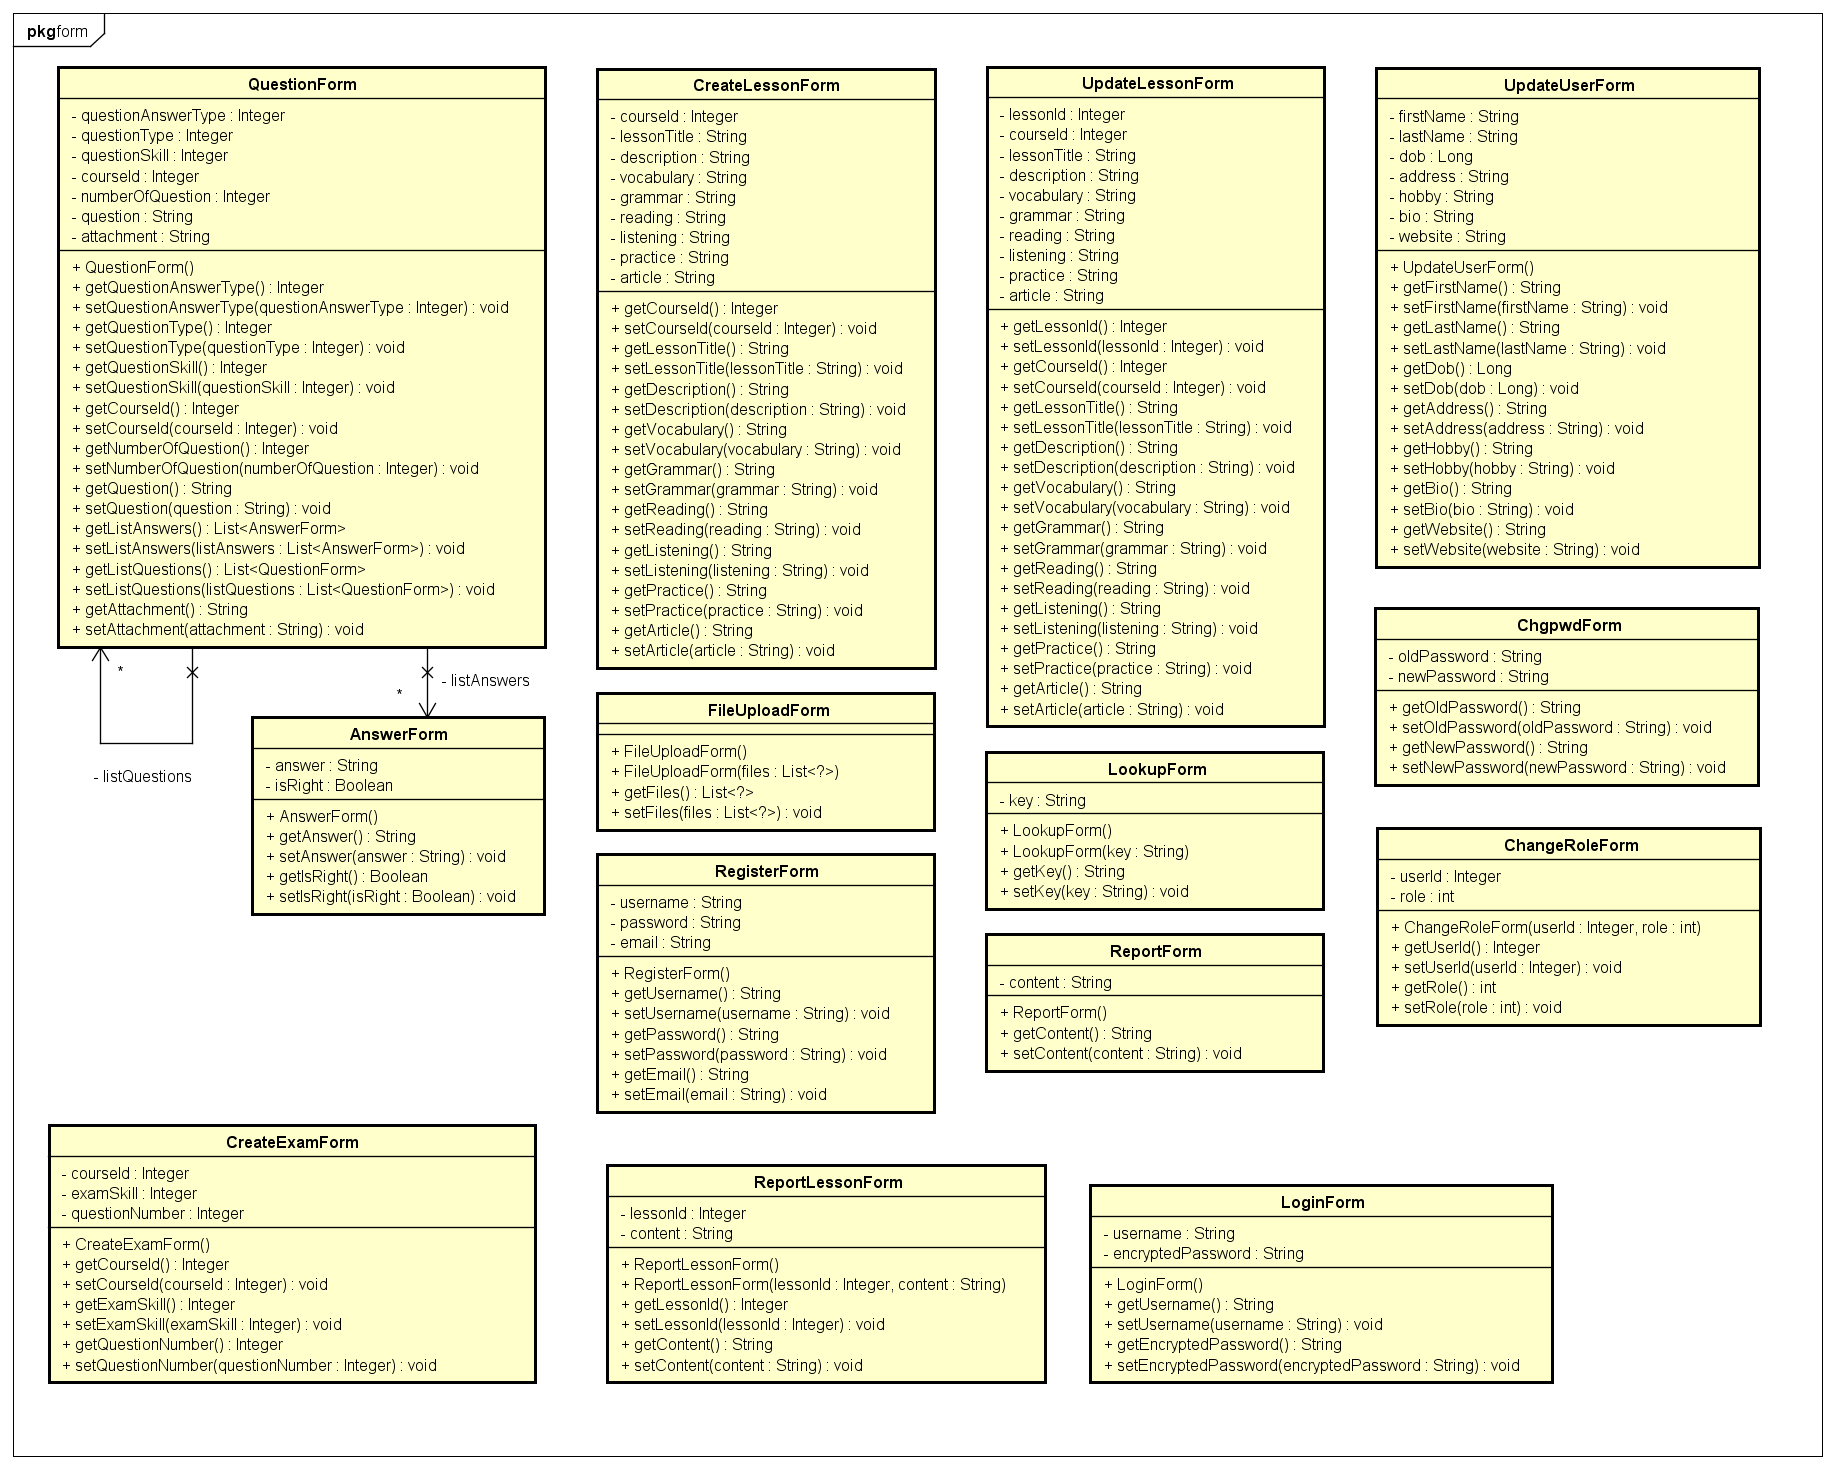 pkg form
QuestionForm
- questionAnswerType : Integer
- questionType : Integer
- questionSkill : Integer
- courseId : Integer
- numberOfQuestion : Integer
- question : String
- attachment : String
+ QuestionForm()
+ getQuestionAnswerType() : Integer
+ setQuestionAnswerType(questionAnswerType : Integer) : void
+ getQuestionType() : Integer
+ setQuestionType(questionType : Integer) : void
+ getQuestionSkill() : Integer
+ setQuestionSkill(questionSkill : Integer) : void
+ getCourseId() : Integer
+ setCourseId(courseId : Integer) : void
+ getNumberOfQuestion() : Integer
+ setNumberOfQuestion(numberOfQuestion : Integer) : void
+ getQuestion() : String
+ setQuestion(question : String) : void
+ getListAnswers() : List<AnswerForm>
+ setListAnswers(listAnswers : List<AnswerForm>) : void
+ getListQuestions() : List<QuestionForm>
+ setListQuestions(listQuestions : List<QuestionForm>) : void
+ getAttachment() : String
+ setAttachment(attachment : String) : void
*
- listQuestions
*
- listAnswers
AnswerForm
- answer : String
- isRight : Boolean
+ AnswerForm()
+ getAnswer() : String
+ setAnswer(answer : String) : void
+ getIsRight() : Boolean
+ setIsRight(isRight : Boolean) : void
CreateLessonForm
- courseId : Integer
- lessonTitle : String
- description : String
- vocabulary : String
- grammar : String
- reading : String
- listening : String
- practice : String
- article : String
+ getCourseId() : Integer
+ setCourseId(courseId : Integer) : void
+ getLessonTitle() : String
+ setLessonTitle(lessonTitle : String) : void
+ getDescription() : String
+ setDescription(description : String) : void
+ getVocabulary() : String
+ setVocabulary(vocabulary : String) : void
+ getGrammar() : String
+ setGrammar(grammar : String) : void
+ getReading() : String
+ setReading(reading : String) : void
+ getListening() : String
+ setListening(listening : String) : void
+ getPractice() : String
+ setPractice(practice : String) : void
+ getArticle() : String
+ setArticle(article : String) : void
FileUploadForm
+ FileUploadForm()
+ FileUploadForm(files : List<?>)
+ getFiles() : List<?>
+ setFiles(files : List<?>) : void
RegisterForm
- username : String
- password : String
- email : String
+ RegisterForm()
+ getUsername() : String
+ setUsername(username : String) : void
+ getPassword() : String
+ setPassword(password : String) : void
+ getEmail() : String
+ setEmail(email : String) : void
UpdateLessonForm
- lessonId : Integer
- courseId : Integer
- lessonTitle : String
- description : String
- vocabulary : String
- grammar : String
- reading : String
- listening : String
- practice : String
- article : String
+ getLessonId() : Integer
+ setLessonId(lessonId : Integer) : void
+ getCourseId() : Integer
+ setCourseId(courseId : Integer) : void
+ getLessonTitle() : String
+ setLessonTitle(lessonTitle : String) : void
+ getDescription() : String
+ setDescription(description : String) : void
+ getVocabulary() : String
+ setVocabulary(vocabulary : String) : void
+ getGrammar() : String
+ setGrammar(grammar : String) : void
+ getReading() : String
+ setReading(reading : String) : void
+ getListening() : String
+ setListening(listening : String) : void
+ getPractice() : String
+ setPractice(practice : String) : void
+ getArticle() : String
+ setArticle(article : String) : void
LookupForm
- key : String
+ LookupForm()
+ LookupForm(key : String)
+ getKey() : String
+ setKey(key : String) : void
ReportForm
- content : String
+ ReportForm()
+ getContent() : String
+ setContent(content : String) : void
UpdateUserForm
- firstName : String
- lastName : String
- dob : Long
- address : String
- hobby : String
- bio : String
- website : String
+ UpdateUserForm()
+ getFirstName() : String
+ setFirstName(firstName : String) : void
+ getLastName() : String
+ setLastName(lastName : String) : void
+ getDob() : Long
+ setDob(dob : Long) : void
+ getAddress() : String
+ setAddress(address : String) : void
+ getHobby() : String
+ setHobby(hobby : String) : void
+ getBio() : String
+ setBio(bio : String) : void
+ getWebsite() : String
+ setWebsite(website : String) : void
ChgpwdForm
- oldPassword : String
- newPassword : String
+ getOldPassword() : String
+ setOldPassword(oldPassword : String) : void
+ getNewPassword() : String
+ setNewPassword(newPassword : String) : void
ChangeRoleForm
- userId : Integer
- role : int
+ ChangeRoleForm(userId : Integer, role : int)
+ getUserId() : Integer
+ setUserId(userId : Integer) : void
+ getRole() : int
+ setRole(role : int) : void
CreateExamForm
- courseId : Integer
- examSkill : Integer
- questionNumber : Integer
+ CreateExamForm()
+ getCourseId() : Integer
+ setCourseId(courseId : Integer) : void
+ getExamSkill() : Integer
+ setExamSkill(examSkill : Integer) : void
+ getQuestionNumber() : Integer
+ setQuestionNumber(questionNumber : Integer) : void
ReportLessonForm
- lessonId : Integer
- content : String
+ ReportLessonForm()
+ ReportLessonForm(lessonId : Integer, content : String)
+ getLessonId() : Integer
+ setLessonId(lessonId : Integer) : void
+ getContent() : String
+ setContent(content : String) : void
LoginForm
- username : String
- encryptedPassword : String
+ LoginForm()
+ getUsername() : String
+ setUsername(username : String) : void
+ getEncryptedPassword() : String
+ setEncryptedPassword(encryptedPassword : String) : void